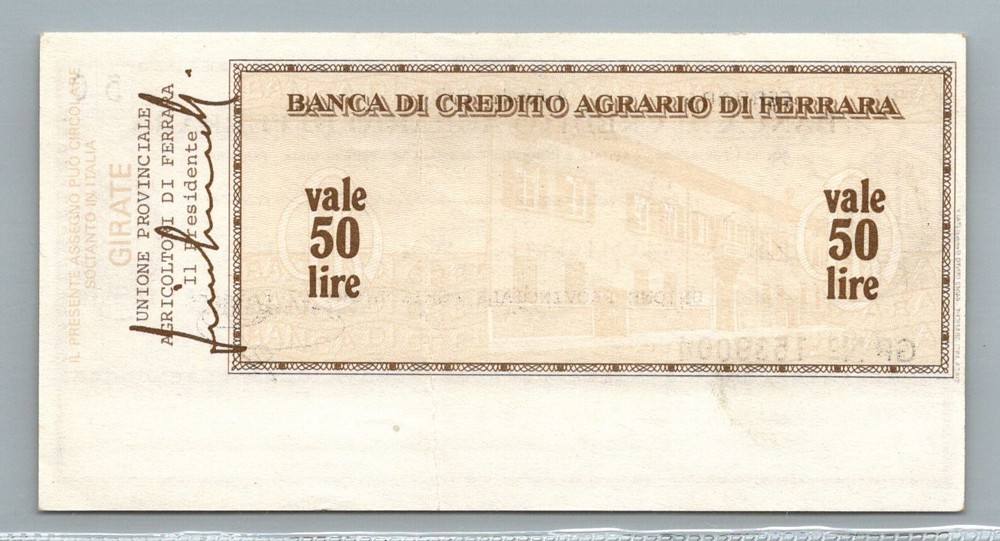 IL PRESENTE ASSEGNO PUÒ CIRCOLARE
SOLTANTO IN ITALIA
GIRATE
UNIONE PROVINCIALE
AGRICOLTORI DI FERRARA
Il Presidente
BANCA DI CREDITO AGRARIO DI FERRARA
vale
50
lire
vale
50
lire